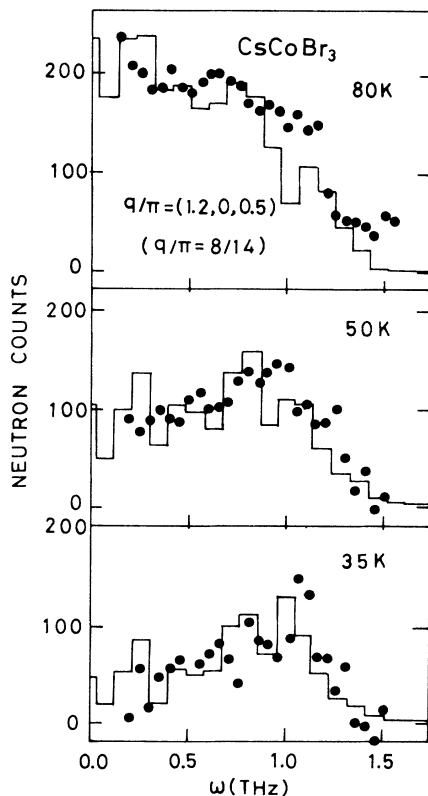 CsCoBr3
80K
200
100
0
q/π=(1.2,0,0.5)
(q/π=8/14)
NEUTRON COUNTS
50K
200
100
0
35K
200
100
0
0.0 0.5 1.0 1.5
ω(THz)